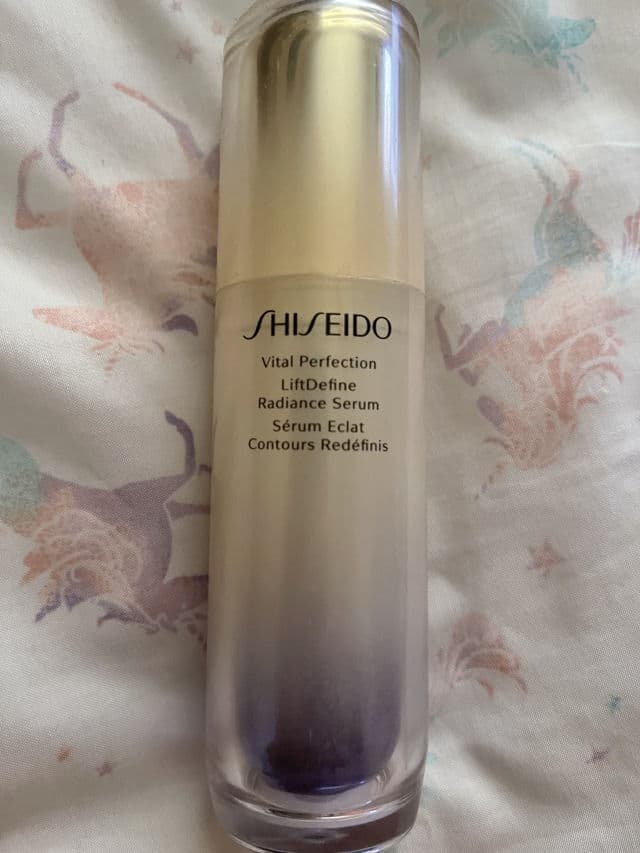 SHISEIDO
Vital Perfection
LiftDefine
Radiance Serum
Sérum Eclat
Contours Redéfinis